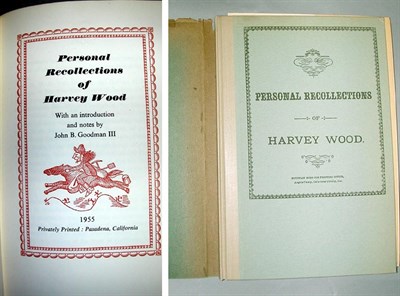 Personal
Recollections
of
Harvey Wood
With an introduction
and notes by
John B. Goodman III
1955
Privately Printed : Pasadena, California
PERSONAL RECOLLECTIONS
OF
HARVEY WOOD.